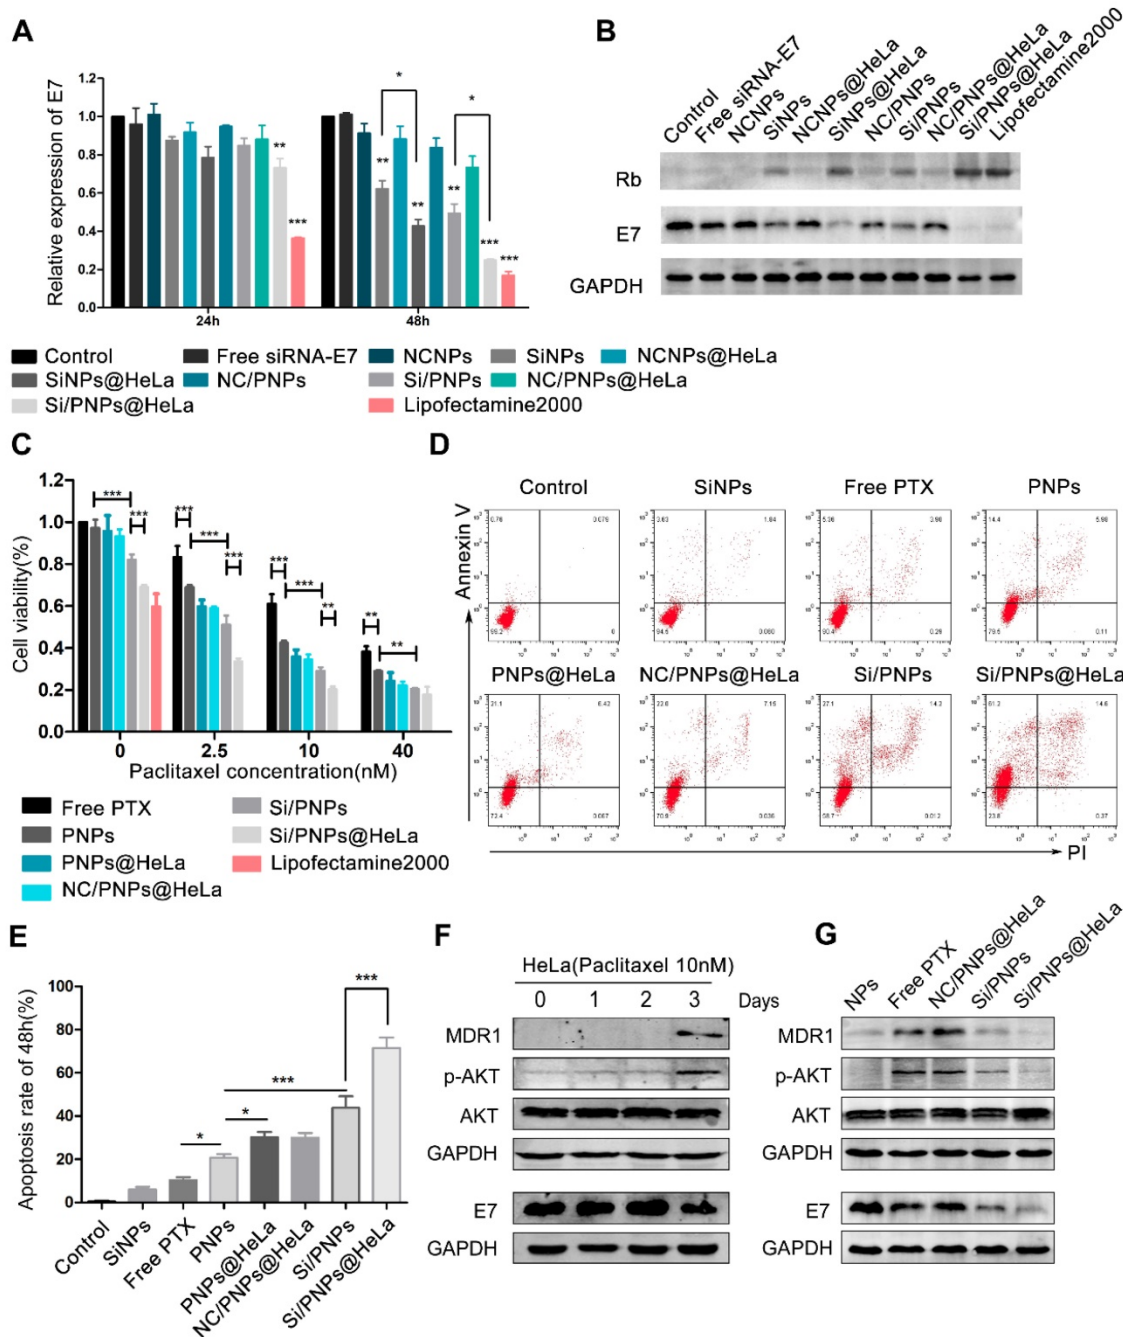 A
Relative expression of E7
1.2
1.0
0.8
0.6
0.4
0.2
0.0
** *** ** * ** ** * *** ***
24h 48h
Control Free siRNA-E7 NCNPs SiNPs NCNPs@HeLa
SiNPs@HeLa NC/PNPs Si/PNPs NC/PNPs@HeLa
Si/PNPs@HeLa Lipofectamine2000
B
Control Free siRNA-E7 NCNPs SiNPs NCNPs@HeLa SiNPs@HeLa NC/PNPs Si/PNPs NC/PNPs@HeLa Si/PNPs@HeLa Lipofectamine2000
Rb
E7
GAPDH
C
Cell viability(%)
1.2
1.0
0.8
0.6
0.4
0.2
0.0
*** *** *** *** *** *** *** ** ** **
0 2.5 10 40
Paclitaxel concentration(nM)
Free PTX Si/PNPs
PNPs Si/PNPs@HeLa
PNPs@HeLa Lipofectamine2000
NC/PNPs@HeLa
D
Control SiNPs Free PTX PNPs
Annexin V
PNPs@HeLa NC/PNPs@HeLa Si/PNPs Si/PNPs@HeLa
PI
E
Apoptosis rate of 48h(%)
100
80
60
40
20
0
* * *** ***
Control SiNPs Free PTX PNPs PNPs@HeLa NC/PNPs@HeLa Si/PNPs Si/PNPs@HeLa
F
HeLa(Paclitaxel 10nM)
0 1 2 3 Days
MDR1
p-AKT
AKT
GAPDH
E7
GAPDH
G
NPs Free PTX NC/PNPs@HeLa Si/PNPs Si/PNPs@HeLa
MDR1
p-AKT
AKT
GAPDH
E7
GAPDH